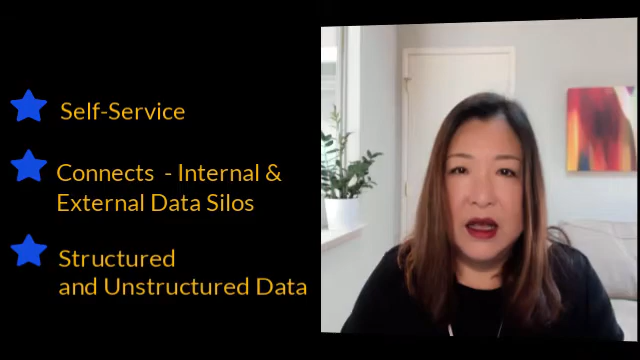 Self-Service
Connects - Internal &
External Data Silos
Structured
and Unstructured Data